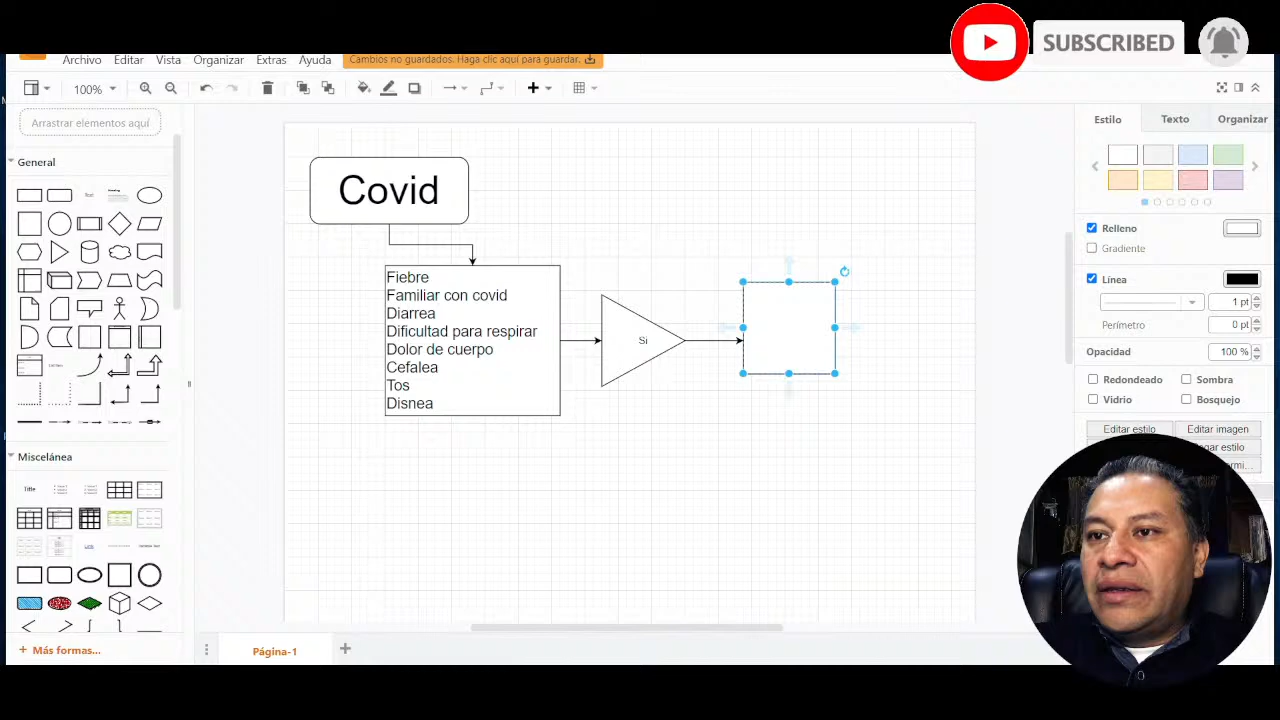 SUBSCRIBED
Archivo Editar Vista Organizar Extras Ayuda Cambios no guardados. Haga clic aquí para guardar.
100%
Arrastrar elementos aquí
General
Text
Heading
Covid
Fiebre
Familiar con covid
Diarrea
Dificultad para respirar
Dolor de cuerpo
Cefalea
Tos
Disnea
Si
Miscelánea
Title
Más formas...
Página-1
Estilo Texto Organizar
Relleno
Gradiente
Línea
1 pt
Perímetro 0 pt
Opacidad 100 %
Redondeado Sombra
Vidrio Bosquejo
Editar estilo Editar imagen